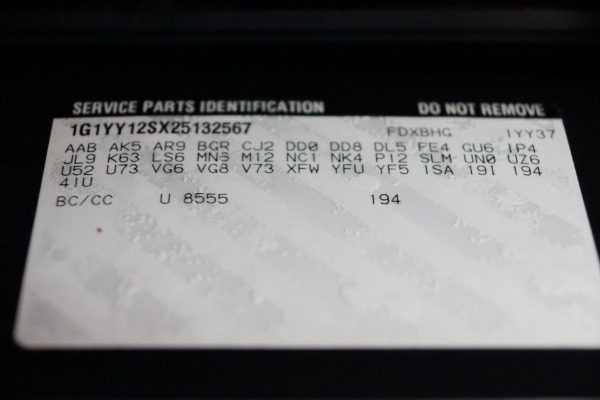 SERVICE PARTS IDENTIFICATION DO NOT REMOVE
1G1YY12SX25132567 FDXBHG 1YY37
AAB AK5 AR9 BGR CJ2 DD0 DD8 DL5 FE4 GU6 IP4
JL9 K63 LS6 MN6 M12 NC1 NK4 P12 SLM UN0 UZ6
U52 U73 VG6 VG8 V73 XFW YFU YF5 1SA 19I 194
41U
BC/CC U 8555 194